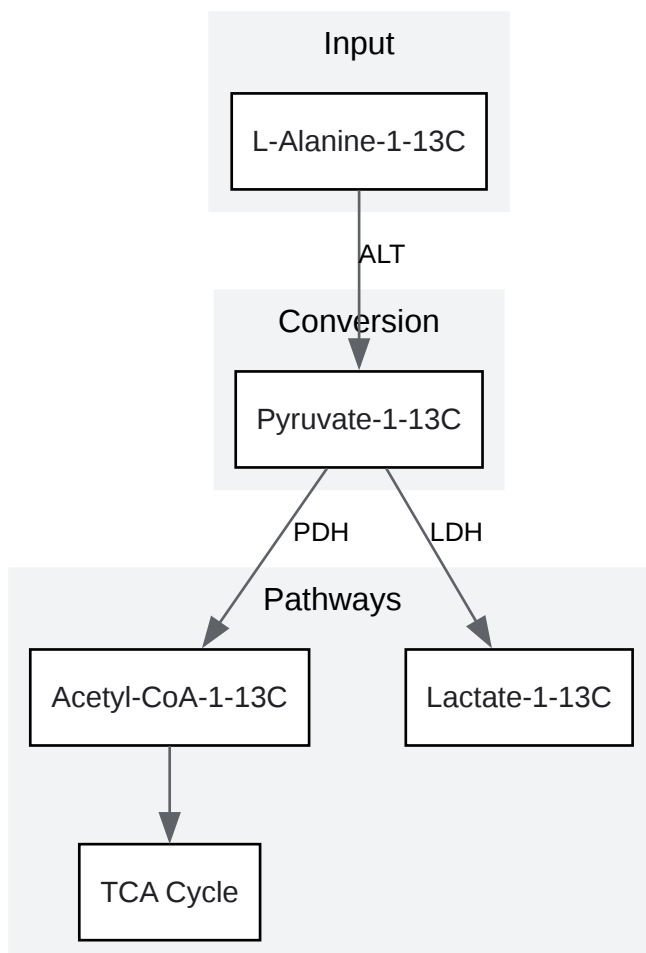 Input
L-Alanine-1-13C
ALT
Conversion
Pyruvate-1-13C
PDH
LDH
Pathways
Acetyl-CoA-1-13C
Lactate-1-13C
TCA Cycle